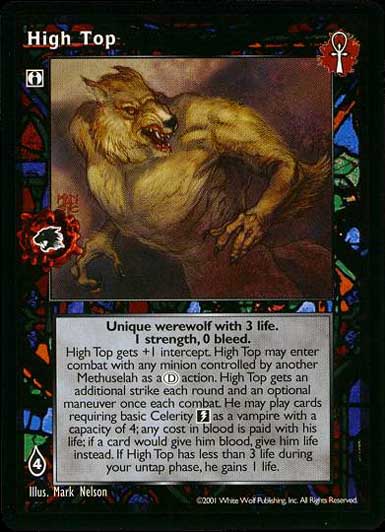 High Top
Unique werewolf with 3 life.
1 strength, 0 bleed.
High Top gets +1 intercept. High Top may enter
combat with any minion controlled by another
Methuselah as a D action. High Top gets an
additional strike each round and an optional
maneuver once each combat. He may play cards
requiring basic Celerity as a vampire with a
capacity of 4; any cost in blood is paid with his
life; if a card would give him blood, give him life
instead. If High Top has less than 3 life during
your untap phase, he gains 1 life.
4
Illus. Mark Nelson
©2001 White Wolf Publishing, Inc. All Rights Reserved.